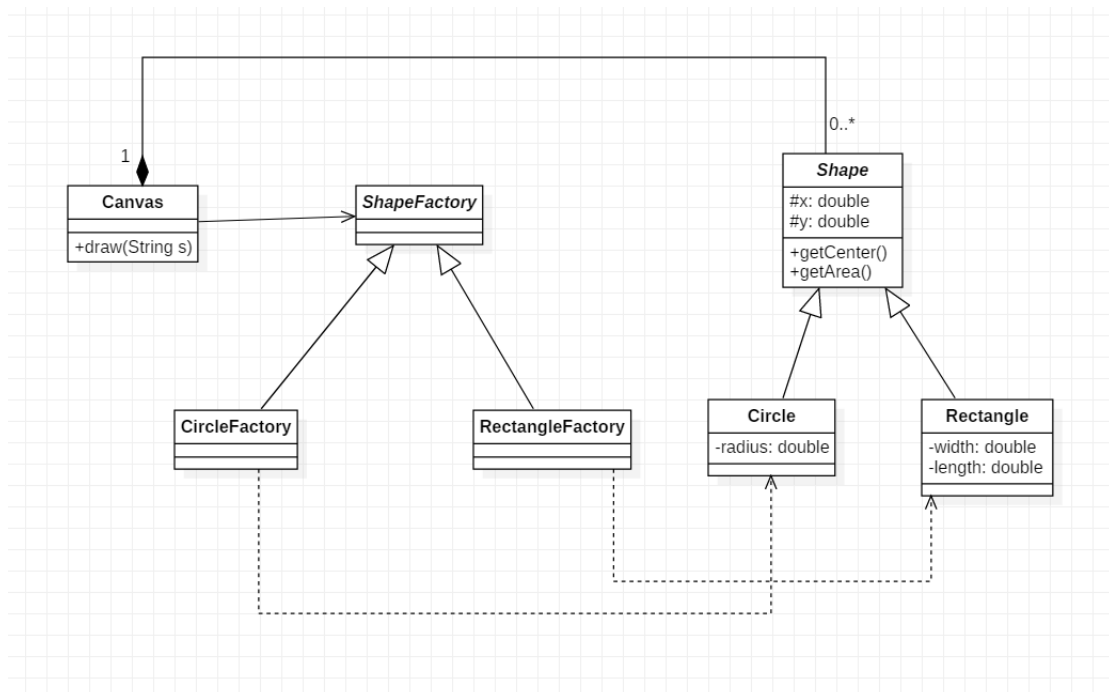 0..*
1
Shape
#x: double
#y: double
+getCenter()
+getArea()
Canvas
+draw(String s)
ShapeFactory
CircleFactory
RectangleFactory
Circle
-radius: double
Rectangle
-width: double
-length: double